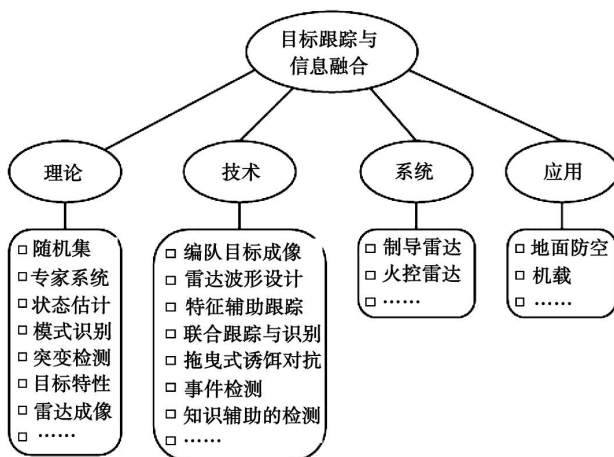 目标跟踪与
信息融合
理论
技术
系统
应用
□ 随机集
□ 专家系统
□ 状态估计
□ 模式识别
□ 突变检测
□ 目标特性
□ 雷达成像
□ ……
□ 编队目标成像
□ 雷达波形设计
□ 特征辅助跟踪
□ 联合跟踪与识别
□ 拖曳式诱饵对抗
□ 事件检测
□ 知识辅助的检测
□ ……
□ 制导雷达
□ 火控雷达
□ ……
□ 地面防空
□ 机载
□ ……